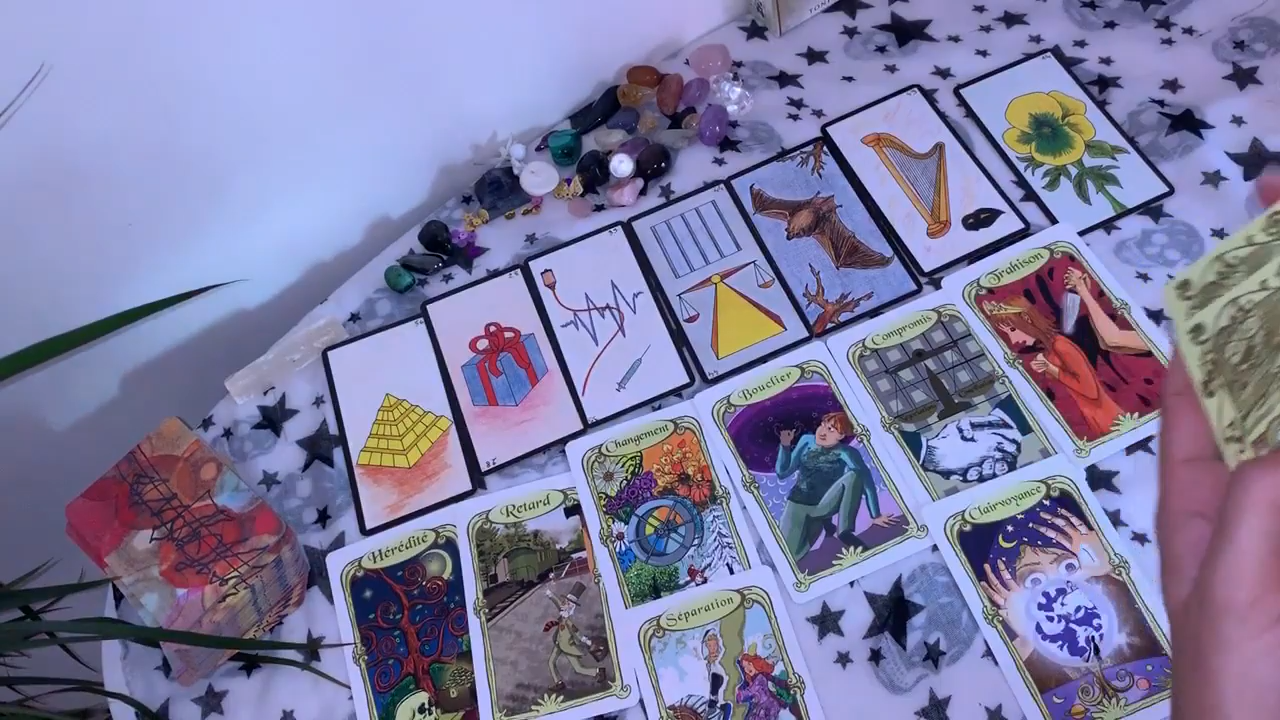 Trahison
Compromis
Bouclier
Changement
Clairvoyance
Retard
Hérédité
Séparation